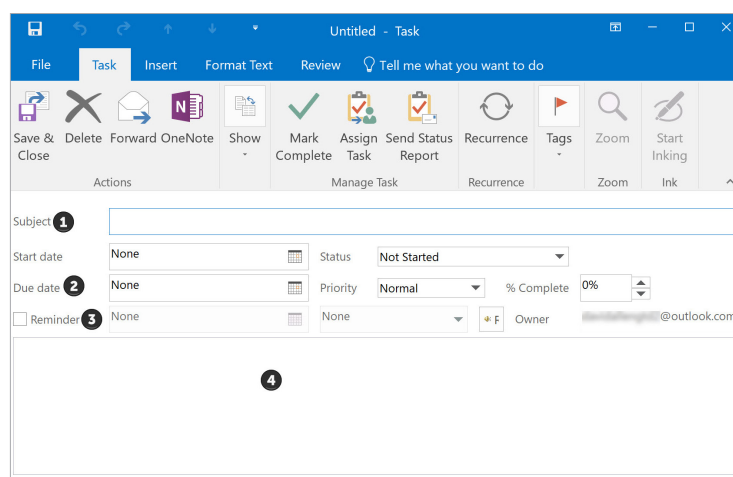 Untitled - Task
File Task Insert Format Text Review Tell me what you want to do
Save & Close Delete Forward OneNote Show Mark Complete Assign Task Send Status Report Recurrence Tags Zoom Start Inking
Actions Manage Task Recurrence Zoom Ink
Subject 1
Start date None Status Not Started
Due date 2 None Priority Normal % Complete 0%
Reminder 3 None None Owner @outlook.com
4